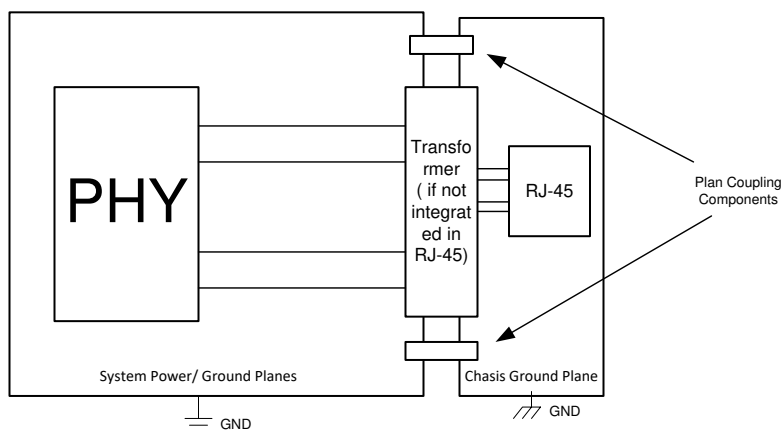 PHY
Transfo
rmer
( if not
integrat
ed in
RJ-45)
RJ-45
Plan Coupling
Components
System Power/ Ground Planes
Chasis Ground Plane
GND
GND